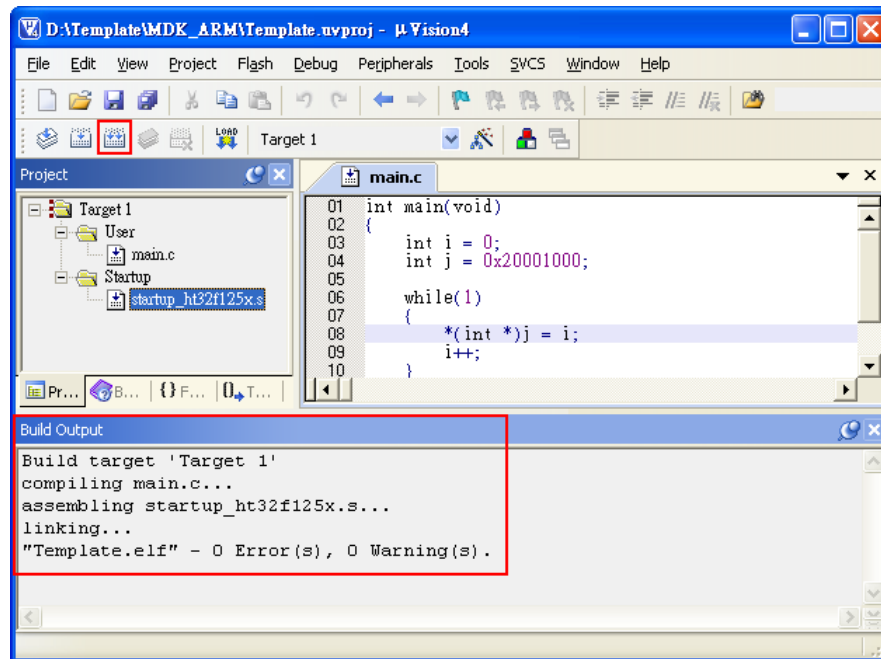 D:\Template\MDK_ARM\Template.uvproj - µVision4
File Edit View Project Flash Debug Peripherals Tools SVCS Window Help
LOAD Target 1
Project
main.c
Target 1
User
main.c
Startup
startup_ht32f125x.s
01 int main(void)
02 {
03 int i = 0;
04 int j = 0x20001000;
05
06 while(1)
07 {
08 *(int *)j = i;
09 i++;
10 }
Pr... B... {} F... 0 T...
Build Output
Build target 'Target 1'
compiling main.c...
assembling startup_ht32f125x.s...
linking...
"Template.elf" - 0 Error(s), 0 Warning(s).